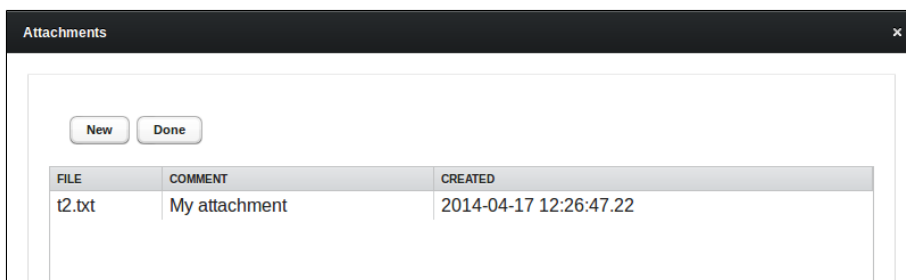 Attachments ×
New Done
FILE COMMENT CREATED
t2.txt My attachment 2014-04-17 12:26:47.22